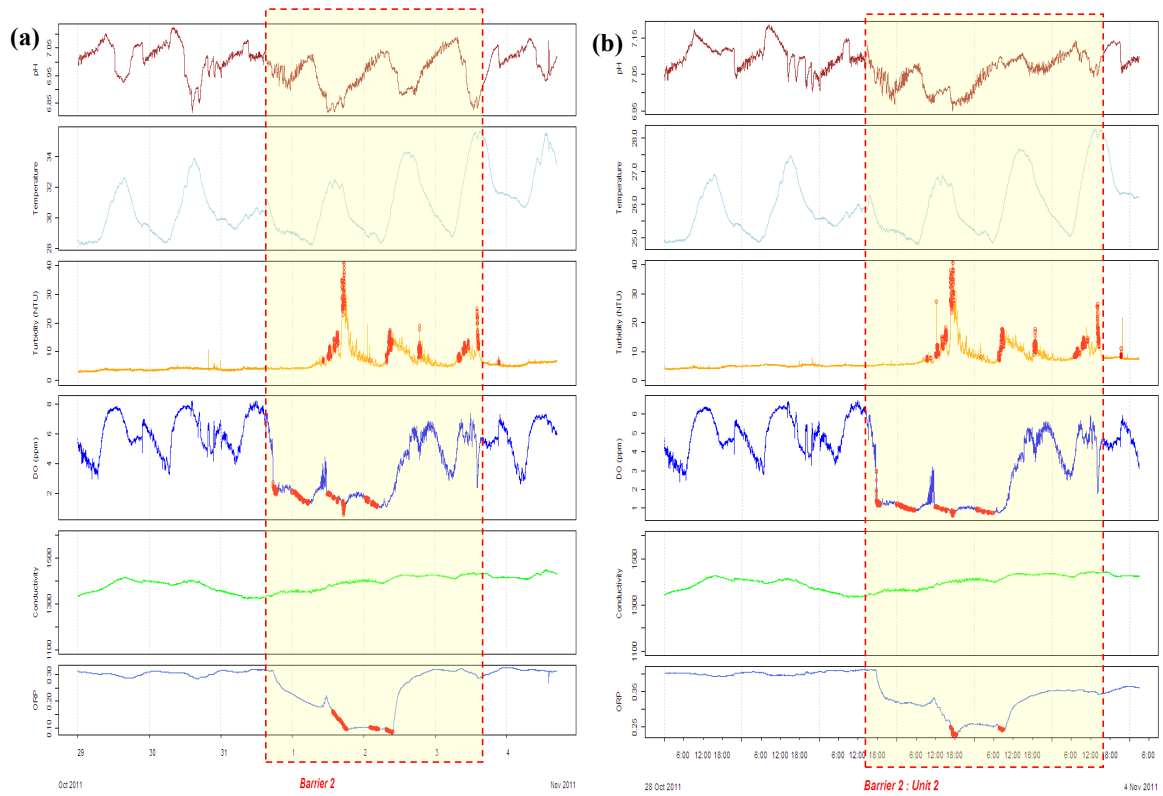 (a)
pH
6.85 6.95 7.05
Temperature
28 30 32 34
Turbidity (NTU)
0 10 20 30 40
DO (ppm)
2 4 6 8
Conductivity
1100 1300 1500
ORP
0.10 0.20 0.30
29 30 31 1 2 3 4
Oct 2011 Barrier 2 Nov 2011
(b)
pH
6.95 7.05 7.15
Temperature
25.0 26.0 27.0 28.0
Turbidity (NTU)
0 10 20 30 40
DO (ppm)
1 2 3 4 5 6
Conductivity
1100 1300 1500
ORP
0.25 0.35
6:00 12:00 18:00 6:00 12:00 18:00 6:00 12:00 18:00 6:00 12:00 18:00 6:00 12:00 18:00 6:00 12:00 18:00 6:00
28 Oct 2011 Barrier 2 : Unit 2 4 Nov 2011